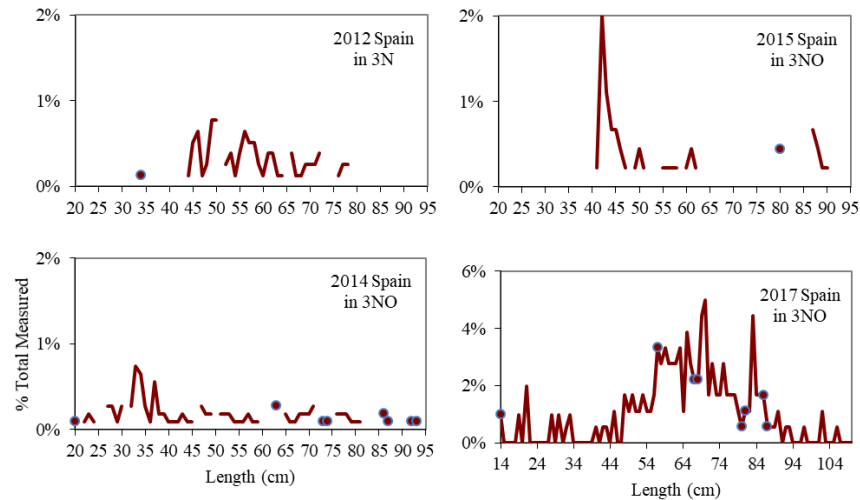 2%
1%
0%
2012 Spain
in 3N
20 25 30 35 40 45 50 55 60 65 70 75 80 85 90 95
2%
1%
0%
2015 Spain
in 3NO
20 25 30 35 40 45 50 55 60 65 70 75 80 85 90 95
% Total Measured
2%
1%
0%
2014 Spain
in 3NO
20 25 30 35 40 45 50 55 60 65 70 75 80 85 90 95
Length (cm)
6%
4%
2%
0%
2017 Spain
in 3NO
14 24 34 44 54 64 74 84 94 104
Length (cm)